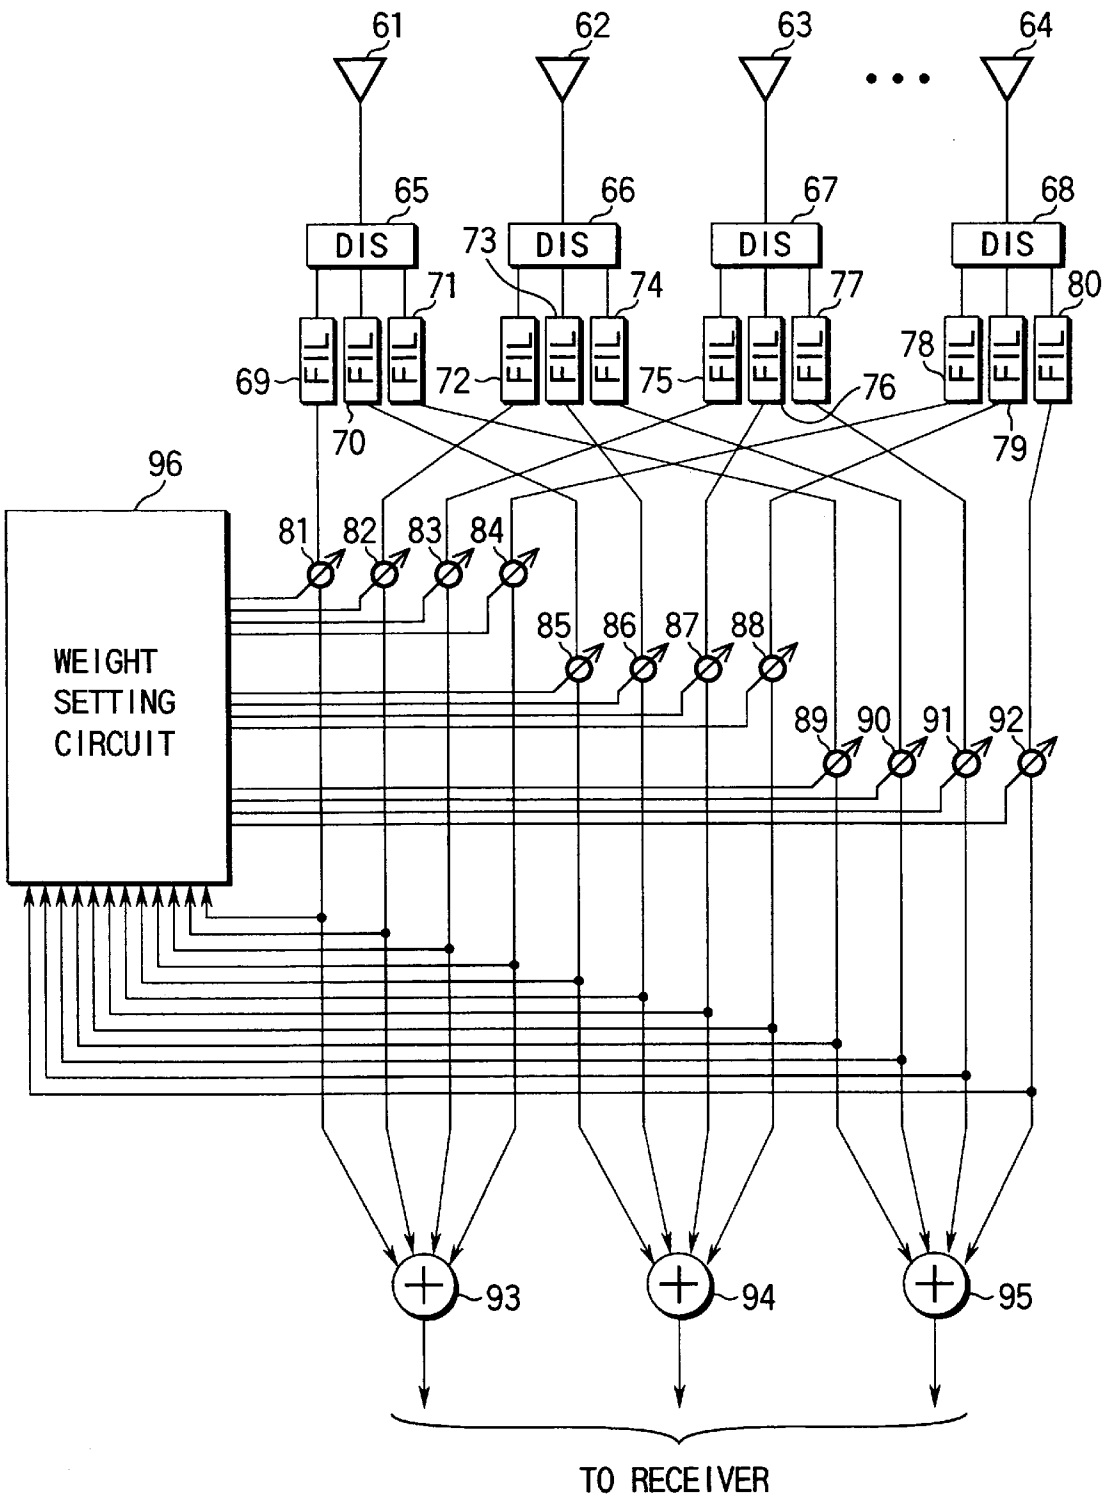 61 62 63 64
65 66 67 68
DIS DIS DIS DIS
71 73 74 77 80
FIL FIL FIL FIL FIL FIL FIL FIL FIL FIL FIL FIL
69 72 75 78
70 76 79
96
81 82 83 84
85 86 87 88
89 90 91 92
WEIGHT
SETTING
CIRCUIT
93 94 95
TO RECEIVER